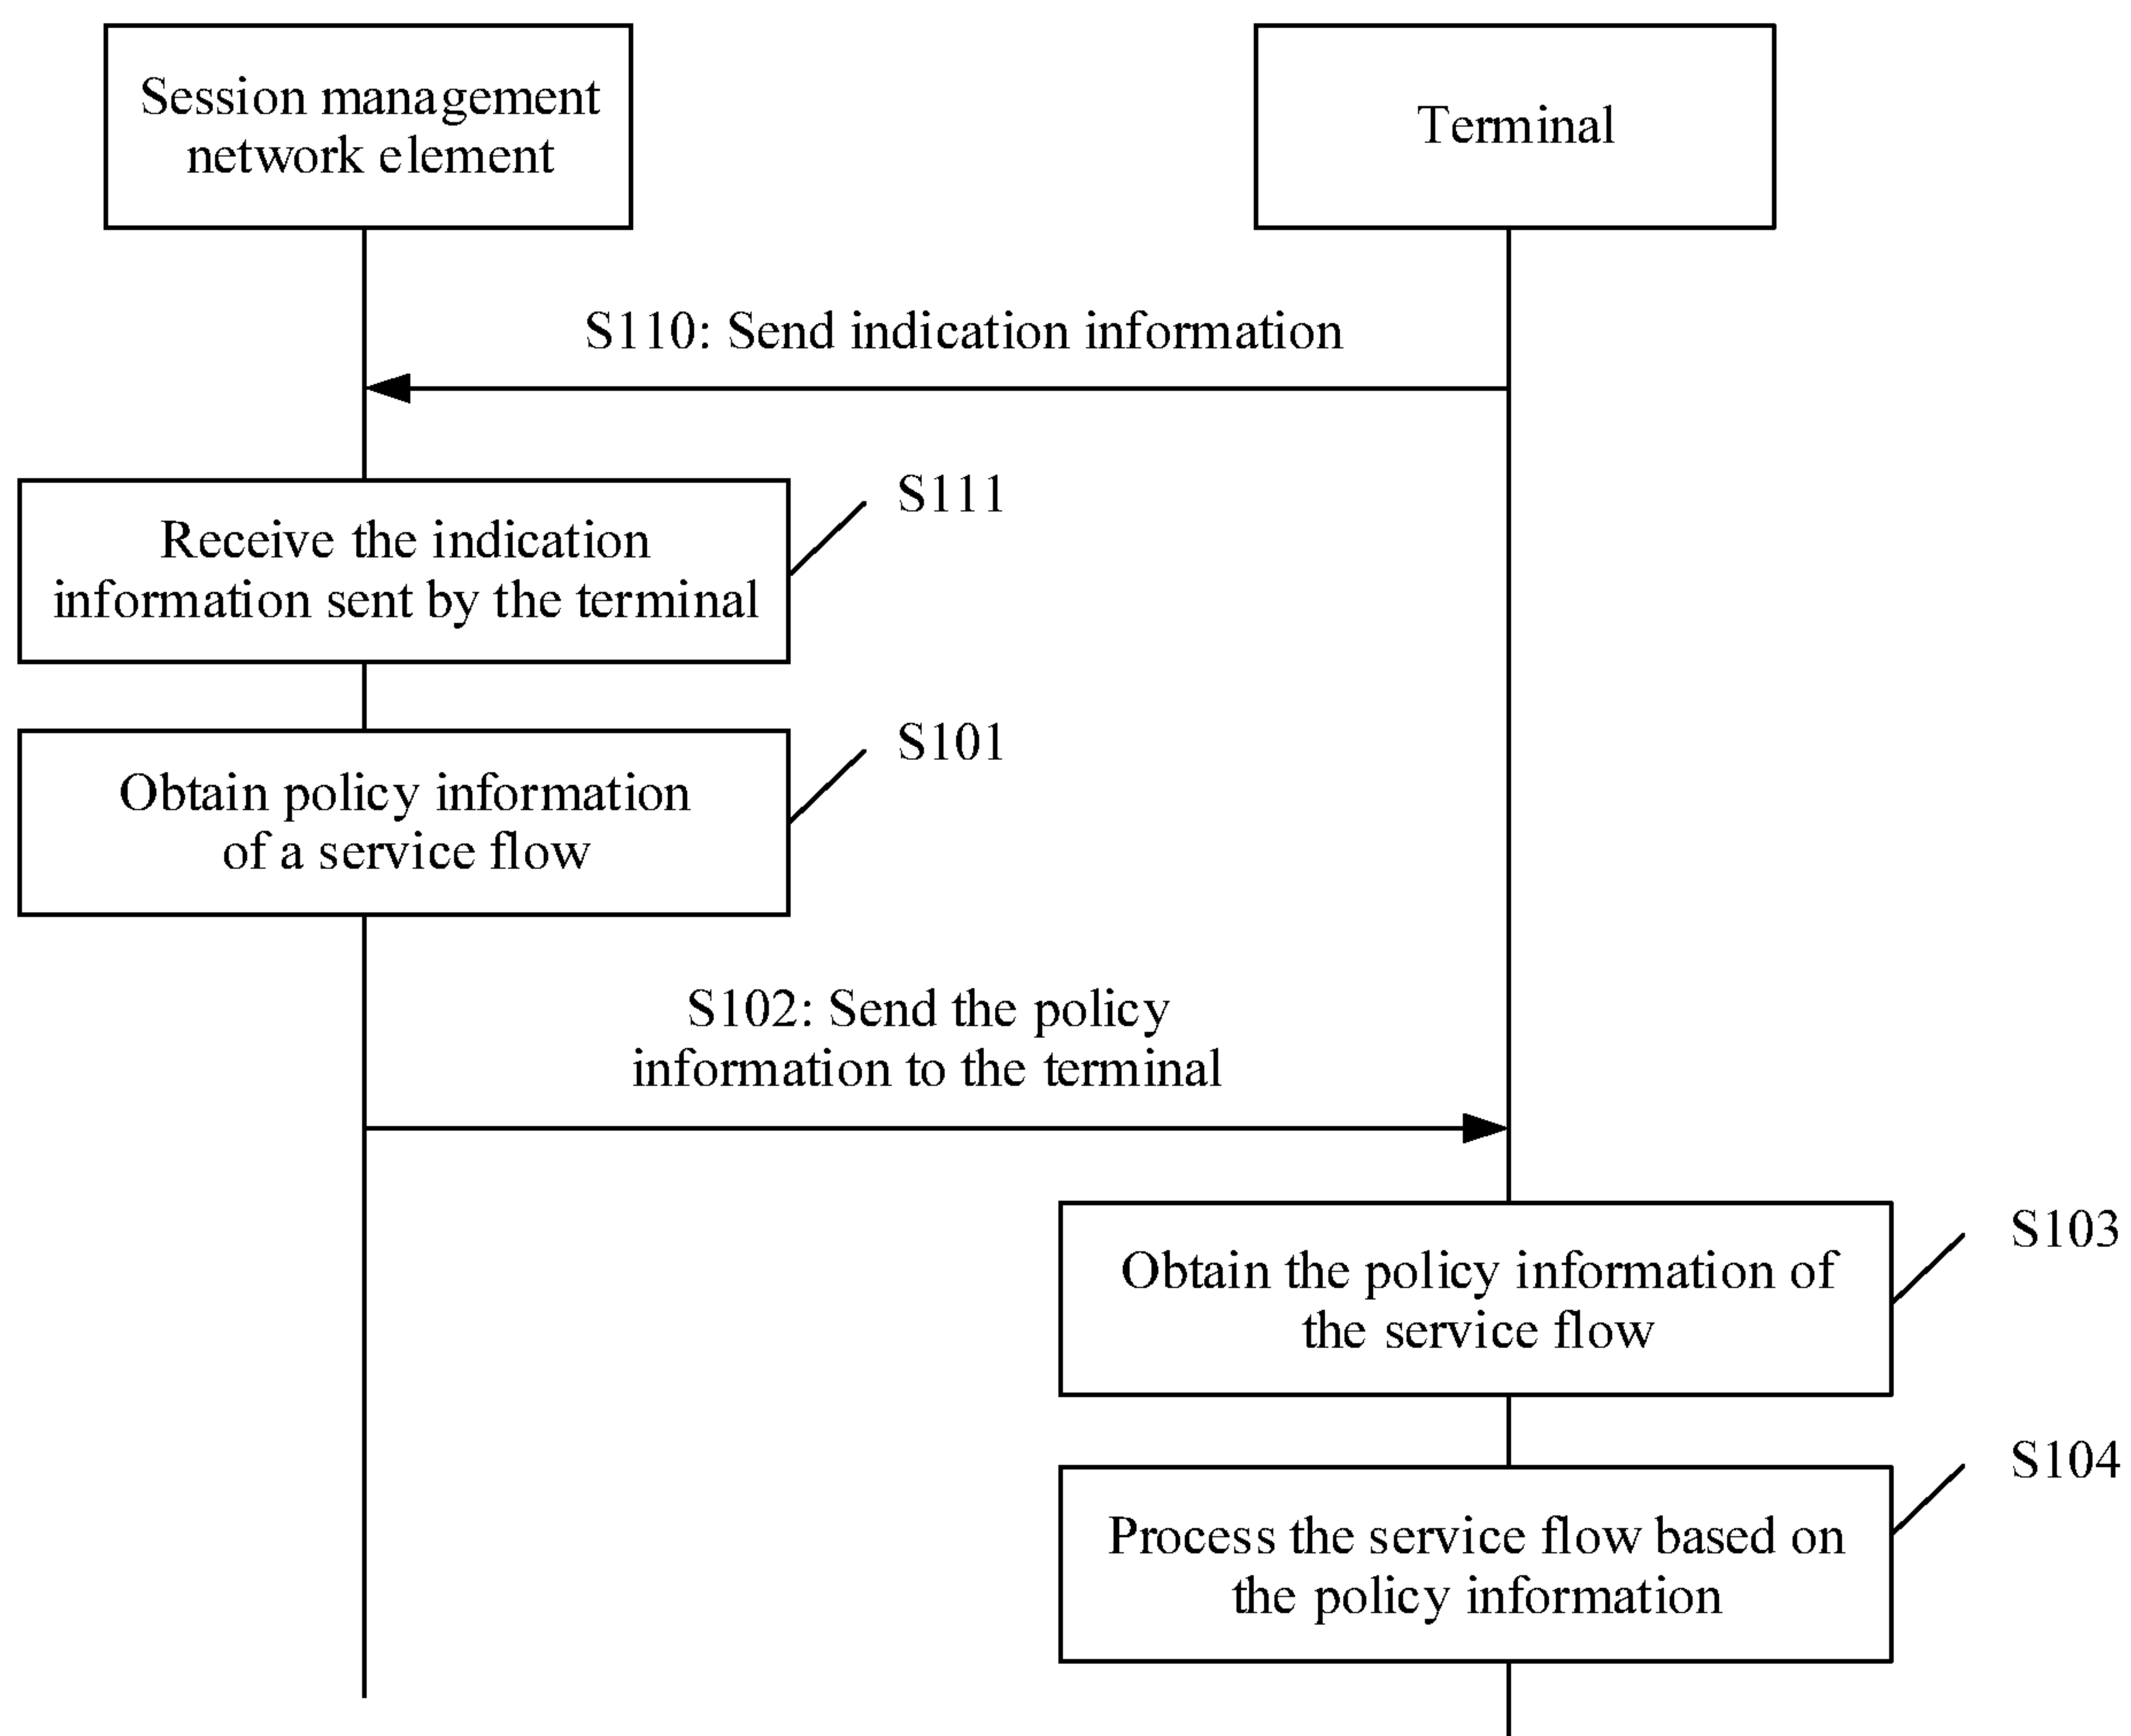 Session management
network element
Terminal
S110: Send indication information
S111
Receive the indication
information sent by the terminal
S101
Obtain policy information
of a service flow
S102: Send the policy
information to the terminal
S103
Obtain the policy information of
the service flow
S104
Process the service flow based on
the policy information